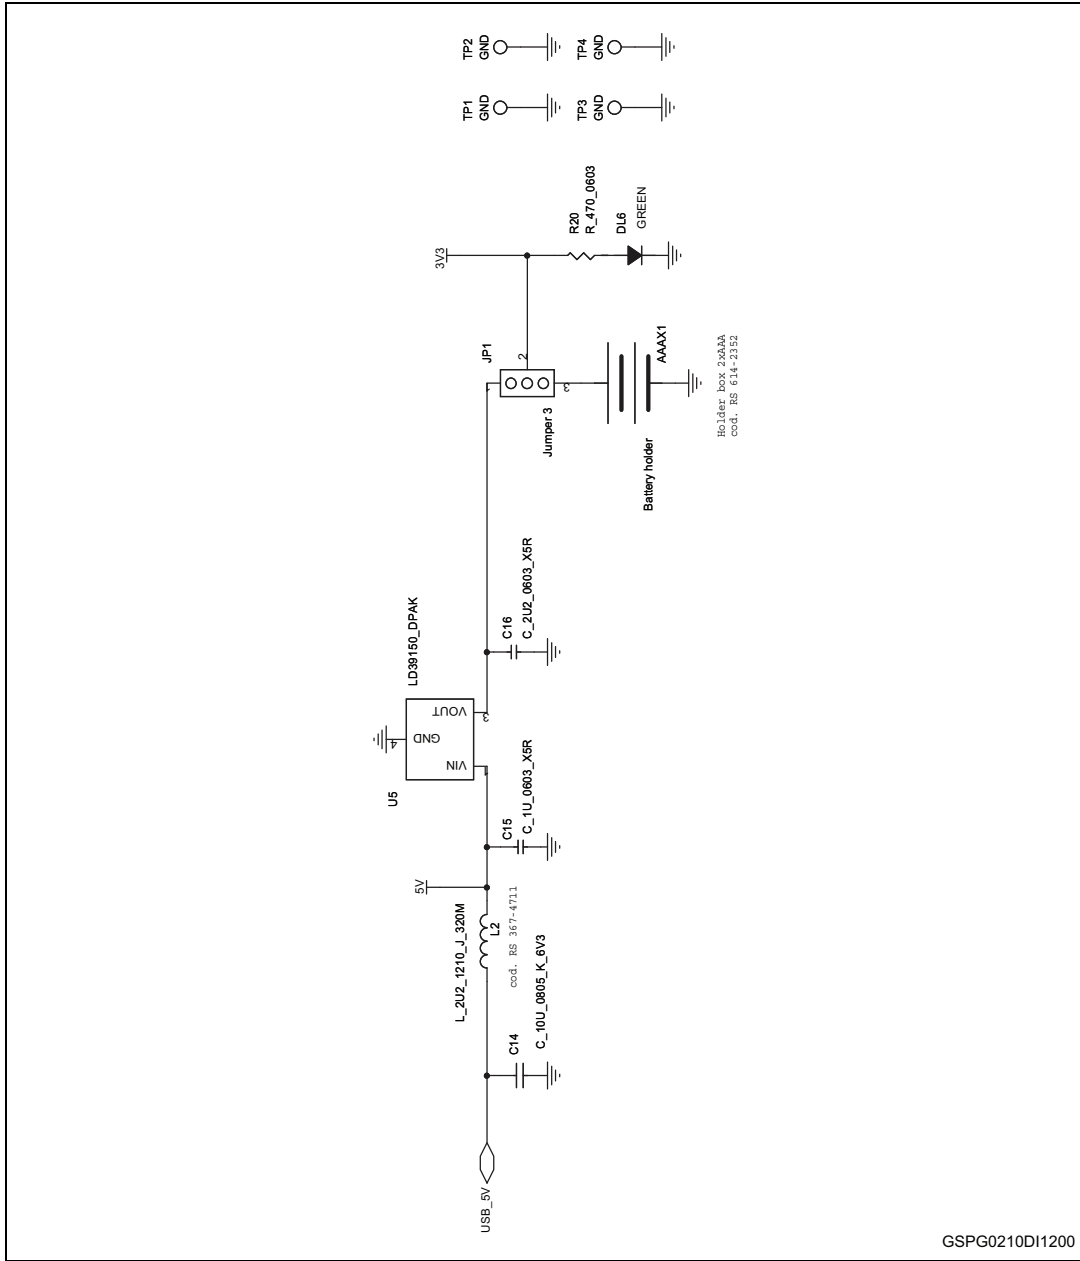 TP2
GND
TP4
GND
TP1
GND
TP3
GND
R20
R_470_0603
DL6
GREEN
3V3
JP1
2
1
3
Jumper 3
AAAX1
Battery holder
Holder box 2xAAA
cod. RS 614-2352
C16
C_2U2_0603_X5R
LD39150_DPAK
VOUT
3
GND
4
VIN
1
U5
C15
C_1U_0603_X5R
5V
L_2U2_1210_J_320M
L2
cod. RS 367-4711
C14
C_10U_0805_K_6V3
USB_5V
GSPG0210DI1200